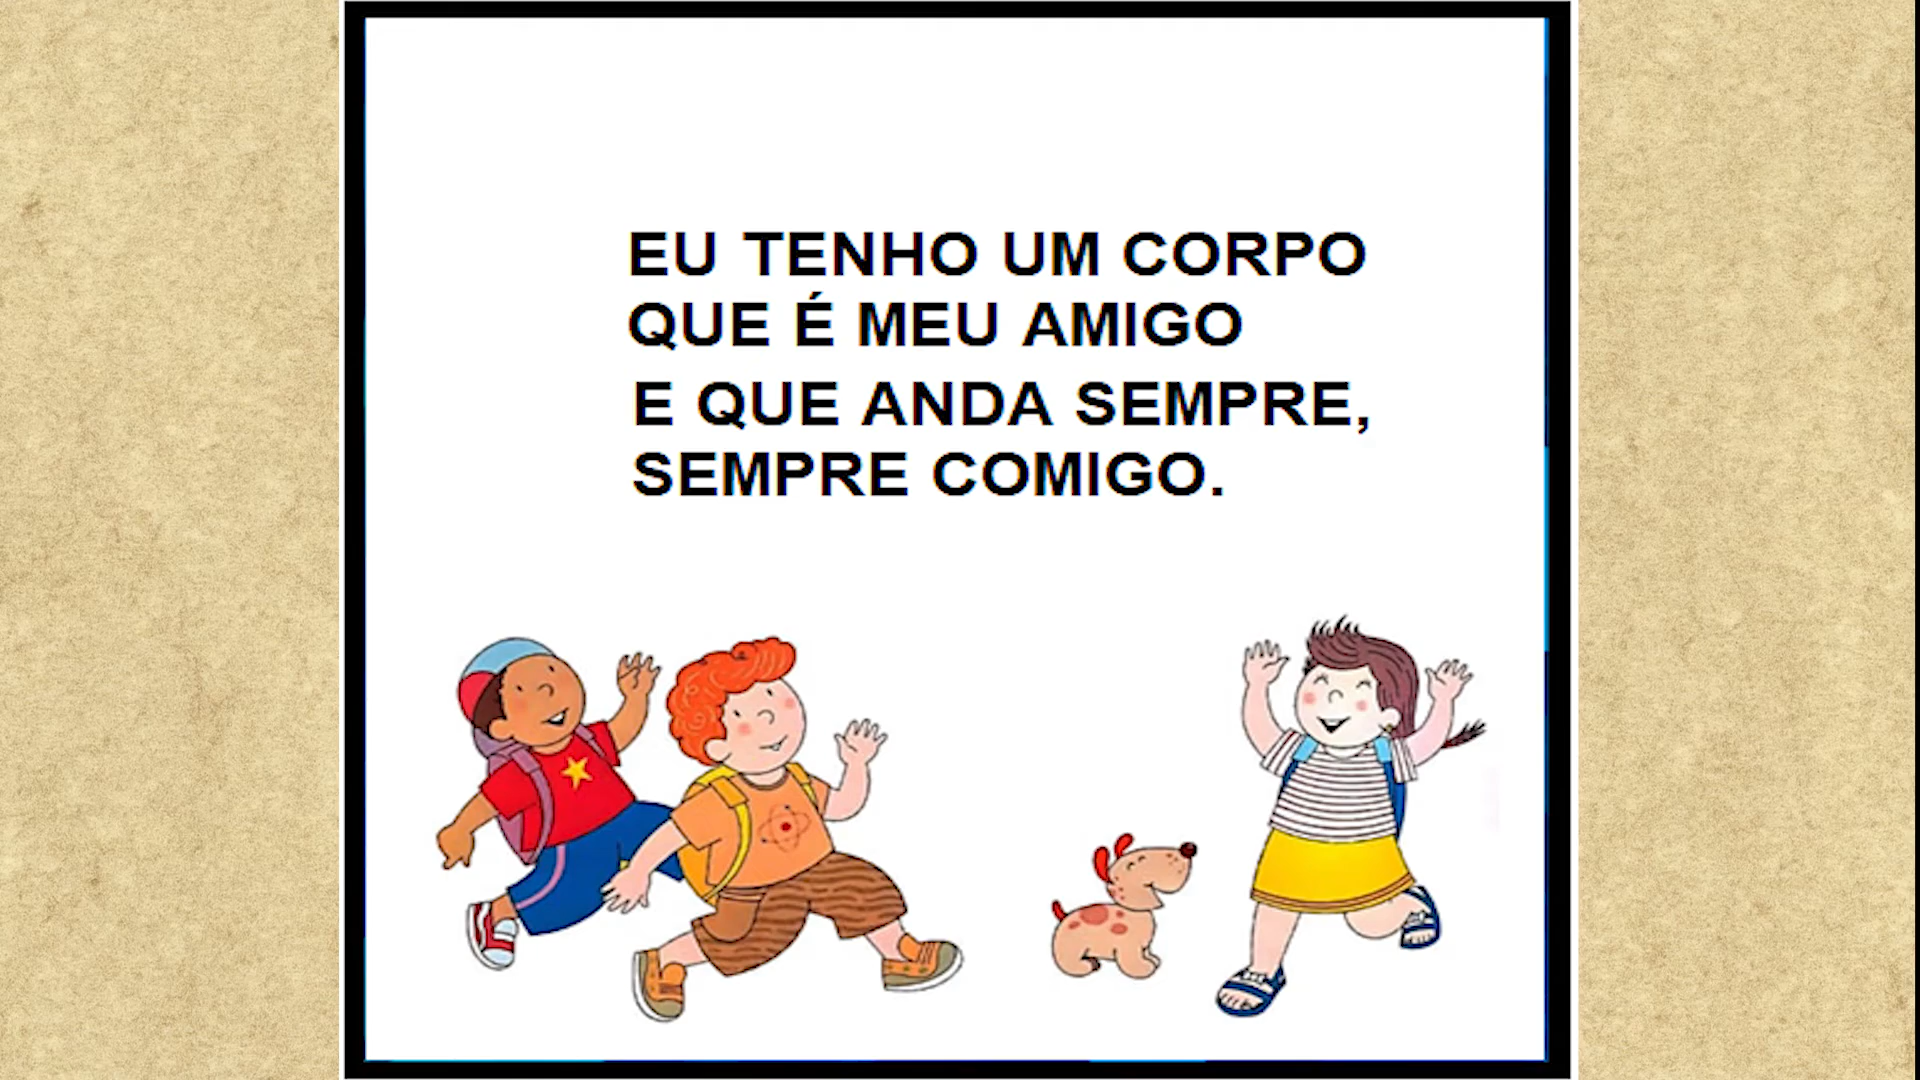 EU TENHO UM CORPO
QUE É MEU AMIGO
E QUE ANDA SEMPRE,
SEMPRE COMIGO.